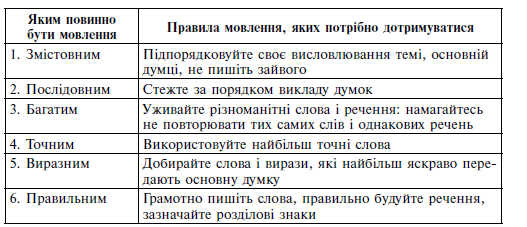 Яким повинно
бути мовлення
Правила мовлення, яких потрібно дотримуватися
1. Змістовним
Підпорядковуйте своє висловлювання темі, основній
думці, не пишіть зайвого
2. Послідовним
Стежте за порядком викладу думок
3. Багатим
Уживайте різноманітні слова і речення: намагайтесь
не повторювати тих самих слів і однакових речень
4. Точним
Використовуйте найбільш точні слова
5. Виразним
Добирайте слова і вирази, які найбільш яскраво пере-
дають основну думку
6. Правильним
Грамотно пишіть слова, правильно будуйте речення,
зазначайте розділові знаки